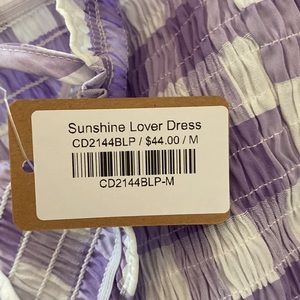 Sunshine Lover Dress
CD2144BLP / $44.00 / M
CD2144BLP-M